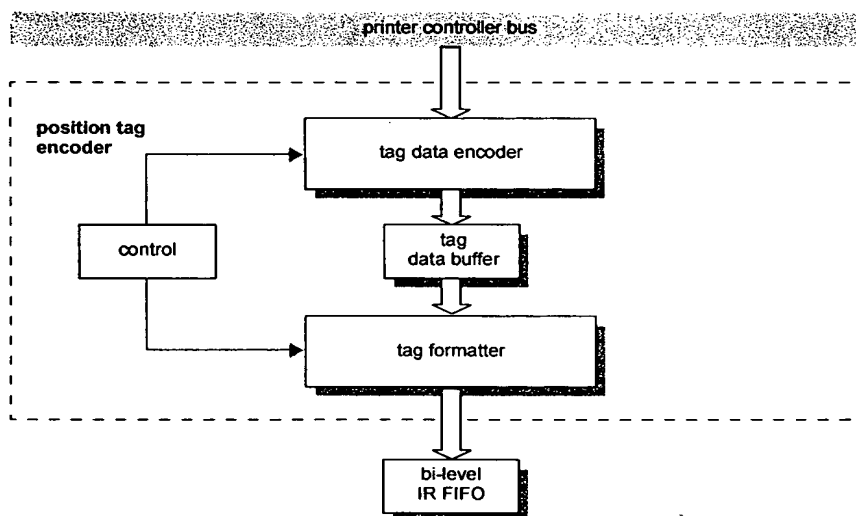 printer controller bus
position tag
encoder
tag data encoder
control
tag
data buffer
tag formatter
bi-level
IR FIFO